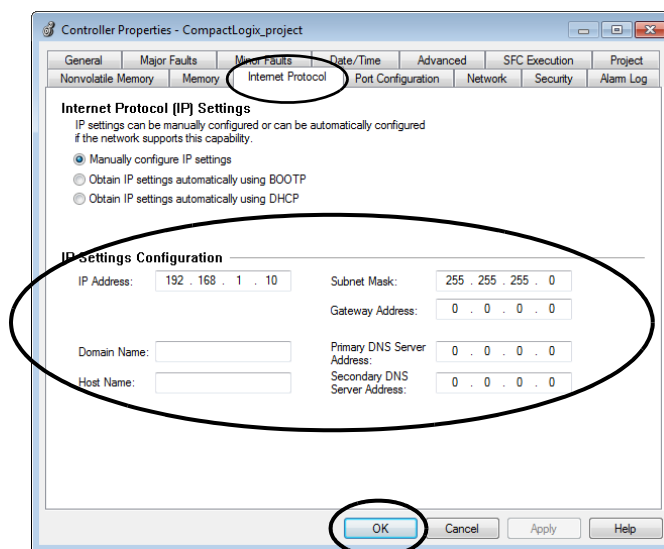 Controller Properties - CompactLogix_project
General Major Faults Minor Faults Date/Time Advanced SFC Execution Project
Nonvolatile Memory Memory Internet Protocol Port Configuration Network Security Alarm Log
Internet Protocol (IP) Settings
IP settings can be manually configured or can be automatically configured
if the network supports this capability.
Manually configure IP settings
Obtain IP settings automatically using BOOTP
Obtain IP settings automatically using DHCP
IP Settings Configuration
IP Address: 192 . 168 . 1 . 10 Subnet Mask: 255 . 255 . 255 . 0
Gateway Address: 0 . 0 . 0 . 0
Domain Name: Primary DNS Server Address: 0 . 0 . 0 . 0
Host Name: Secondary DNS Server Address: 0 . 0 . 0 . 0
OK Cancel Apply Help